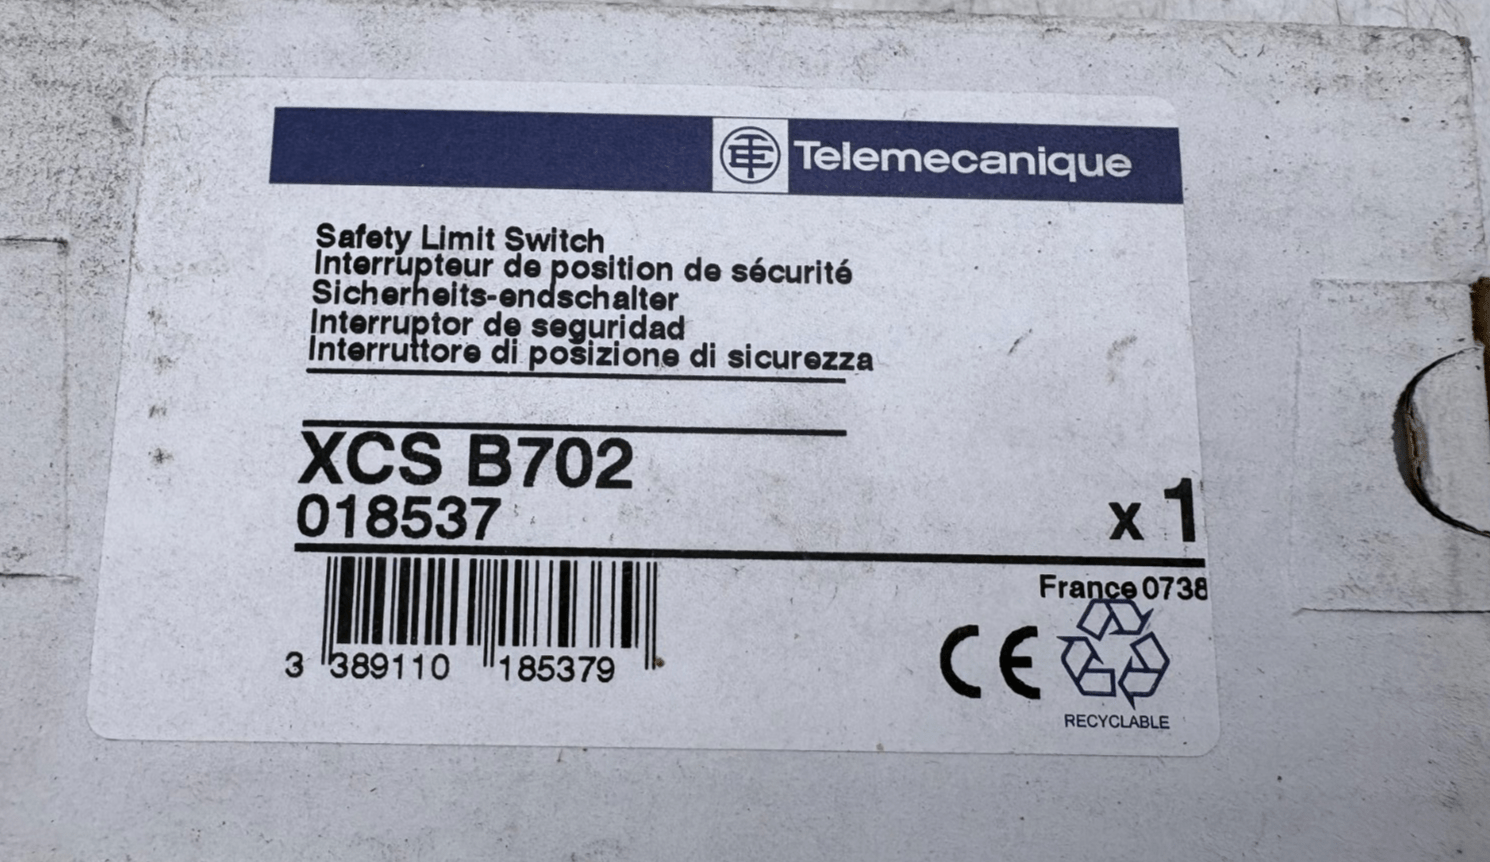 TE Telemecanique
Safety Limit Switch
Interrupteur de position de sécurité
Sicherheits-endschalter
Interruptor de seguridad
Interruttore di posizione di sicurezza
XCS B702
018537
x 1
France 0738
3 389110 185379
CE
RECYCLABLE